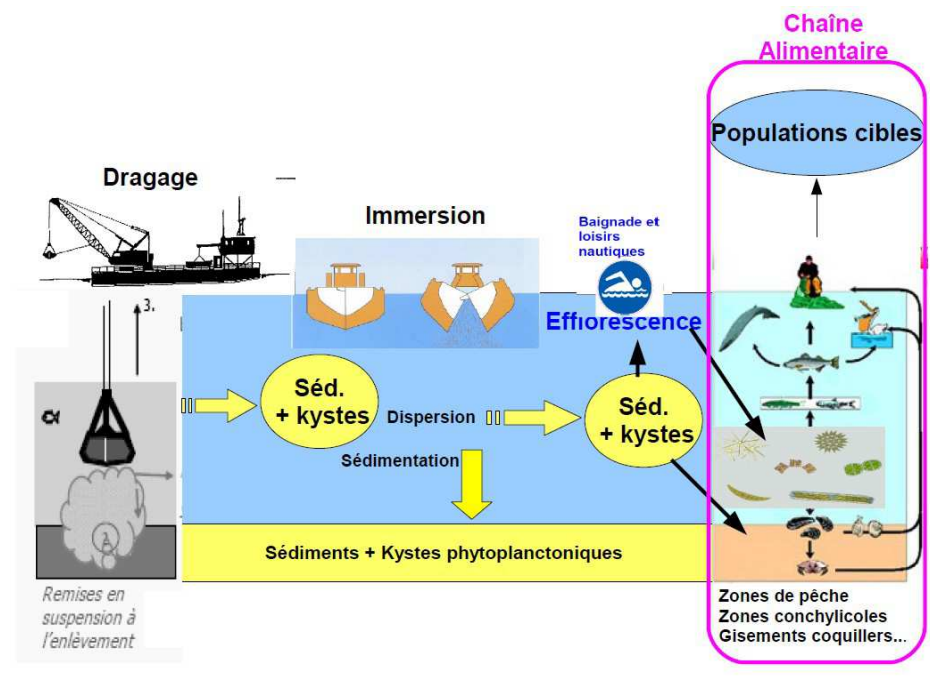 Chaîne
Alimentaire
Populations cibles
Dragage
Immersion
Baignade et
loisirs
nautiques
Efflorescence
3.
Séd.
+ kystes
Dispersion
Séd.
+ kystes
Sédimentation
Sédiments + Kystes phytoplanctoniques
Remises en
suspension à
l'enlèvement
Zones de pêche
Zones conchylicoles
Gisements coquillers...